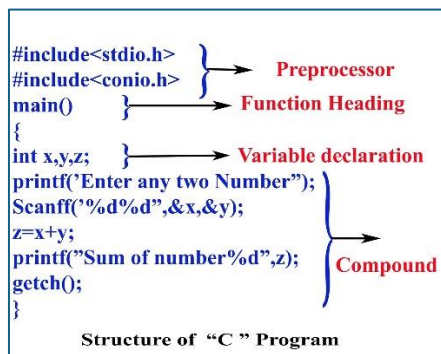 #include<stdio.h>
#include<conio.h>
Preprocessor
main()
Function Heading
{
int x,y,z;
Variable declaration
printf('Enter any two Number”);
Scanff('%d%d”,&x,&y);
z=x+y;
printf(”Sum of number%d”,z);
Compound
getch();
}
Structure of “C ” Program